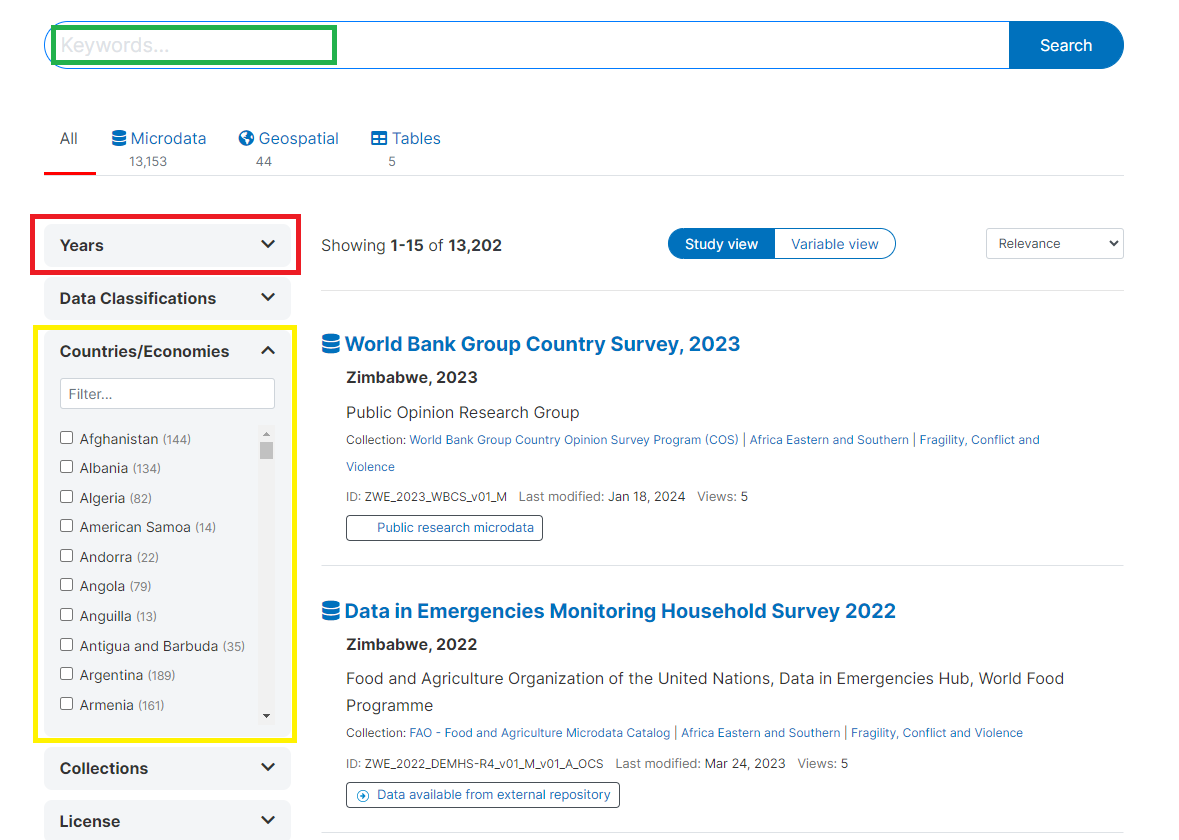 Keywords...
Search
All
Microdata
13,153
Geospatial
44
Tables
5
Years
Data Classifications
Countries/Economies
Filter...
Afghanistan (144)
Albania (134)
Algeria (82)
American Samoa (14)
Andorra (22)
Angola (79)
Anguilla (13)
Antigua and Barbuda (35)
Argentina (189)
Armenia (161)
Collections
License
Showing 1-15 of 13,202
Study view
Variable view
Relevance
World Bank Group Country Survey, 2023
Zimbabwe, 2023
Public Opinion Research Group
Collection: World Bank Group Country Opinion Survey Program (COS) | Africa Eastern and Southern | Fragility, Conflict and
Violence
ID: ZWE_2023_WBCS_v01_M Last modified: Jan 18, 2024 Views: 5
Public research microdata
Data in Emergencies Monitoring Household Survey 2022
Zimbabwe, 2022
Food and Agriculture Organization of the United Nations, Data in Emergencies Hub, World Food
Programme
Collection: FAO - Food and Agriculture Microdata Catalog | Africa Eastern and Southern | Fragility, Conflict and Violence
ID: ZWE_2022_DEMHS-R4_v01_M_v01_A_OCS Last modified: Mar 24, 2023 Views: 5
Data available from external repository